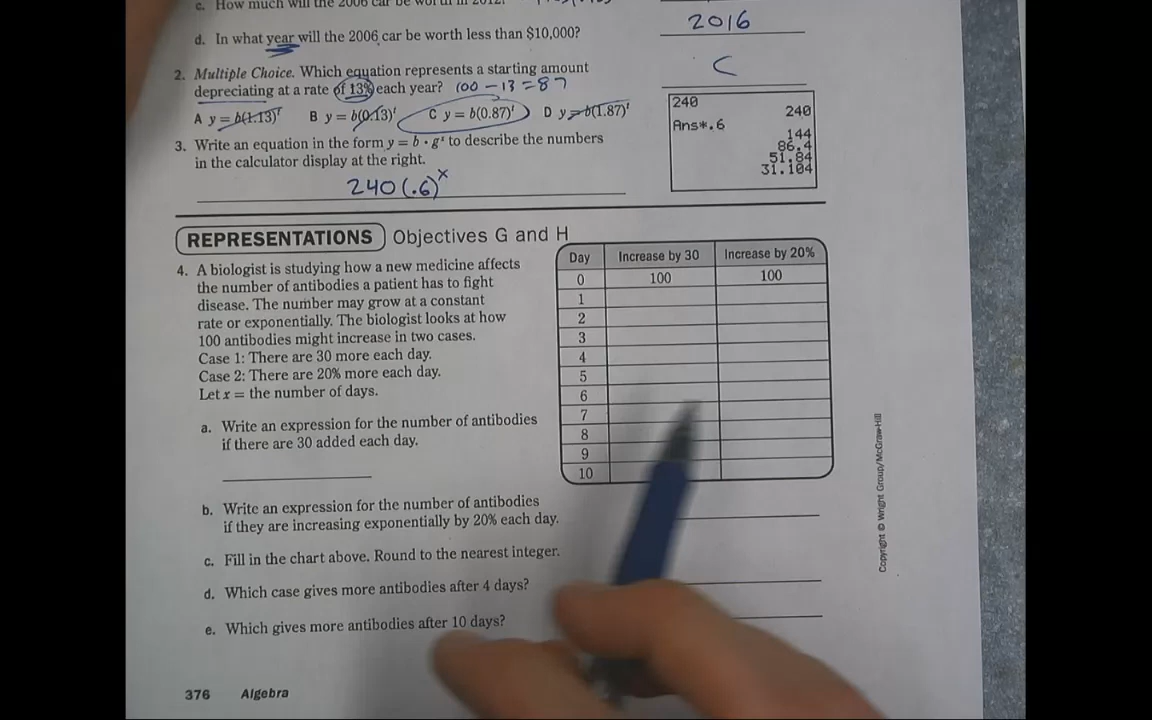 c. How much will the 2006 car be worth in 2012?
d. In what year will the 2006 car be worth less than $10,000?
2016
2. Multiple Choice. Which equation represents a starting amount
depreciating at a rate of 13% each year? 100 - 13 = 87
C
A y = b(1.13)ᵗ B y = b(0.13)ᵗ C y = b(0.87)ᵗ D y = b(1.87)ᵗ
3. Write an equation in the form y = b · gˣ to describe the numbers
in the calculator display at the right.
240(.6)ˣ
240
240
Ans*.6
144
86.4
51.84
31.104
REPRESENTATIONS Objectives G and H
4. A biologist is studying how a new medicine affects
the number of antibodies a patient has to fight
disease. The number may grow at a constant
rate or exponentially. The biologist looks at how
100 antibodies might increase in two cases.
Case 1: There are 30 more each day.
Case 2: There are 20% more each day.
Let x = the number of days.
Day Increase by 30 Increase by 20%
0 100 100
1
2
3
4
5
6
7
8
9
10
a. Write an expression for the number of antibodies
if there are 30 added each day.
b. Write an expression for the number of antibodies
if they are increasing exponentially by 20% each day.
c. Fill in the chart above. Round to the nearest integer.
d. Which case gives more antibodies after 4 days?
e. Which gives more antibodies after 10 days?
Copyright © Wright Group/McGraw-Hill
376 Algebra